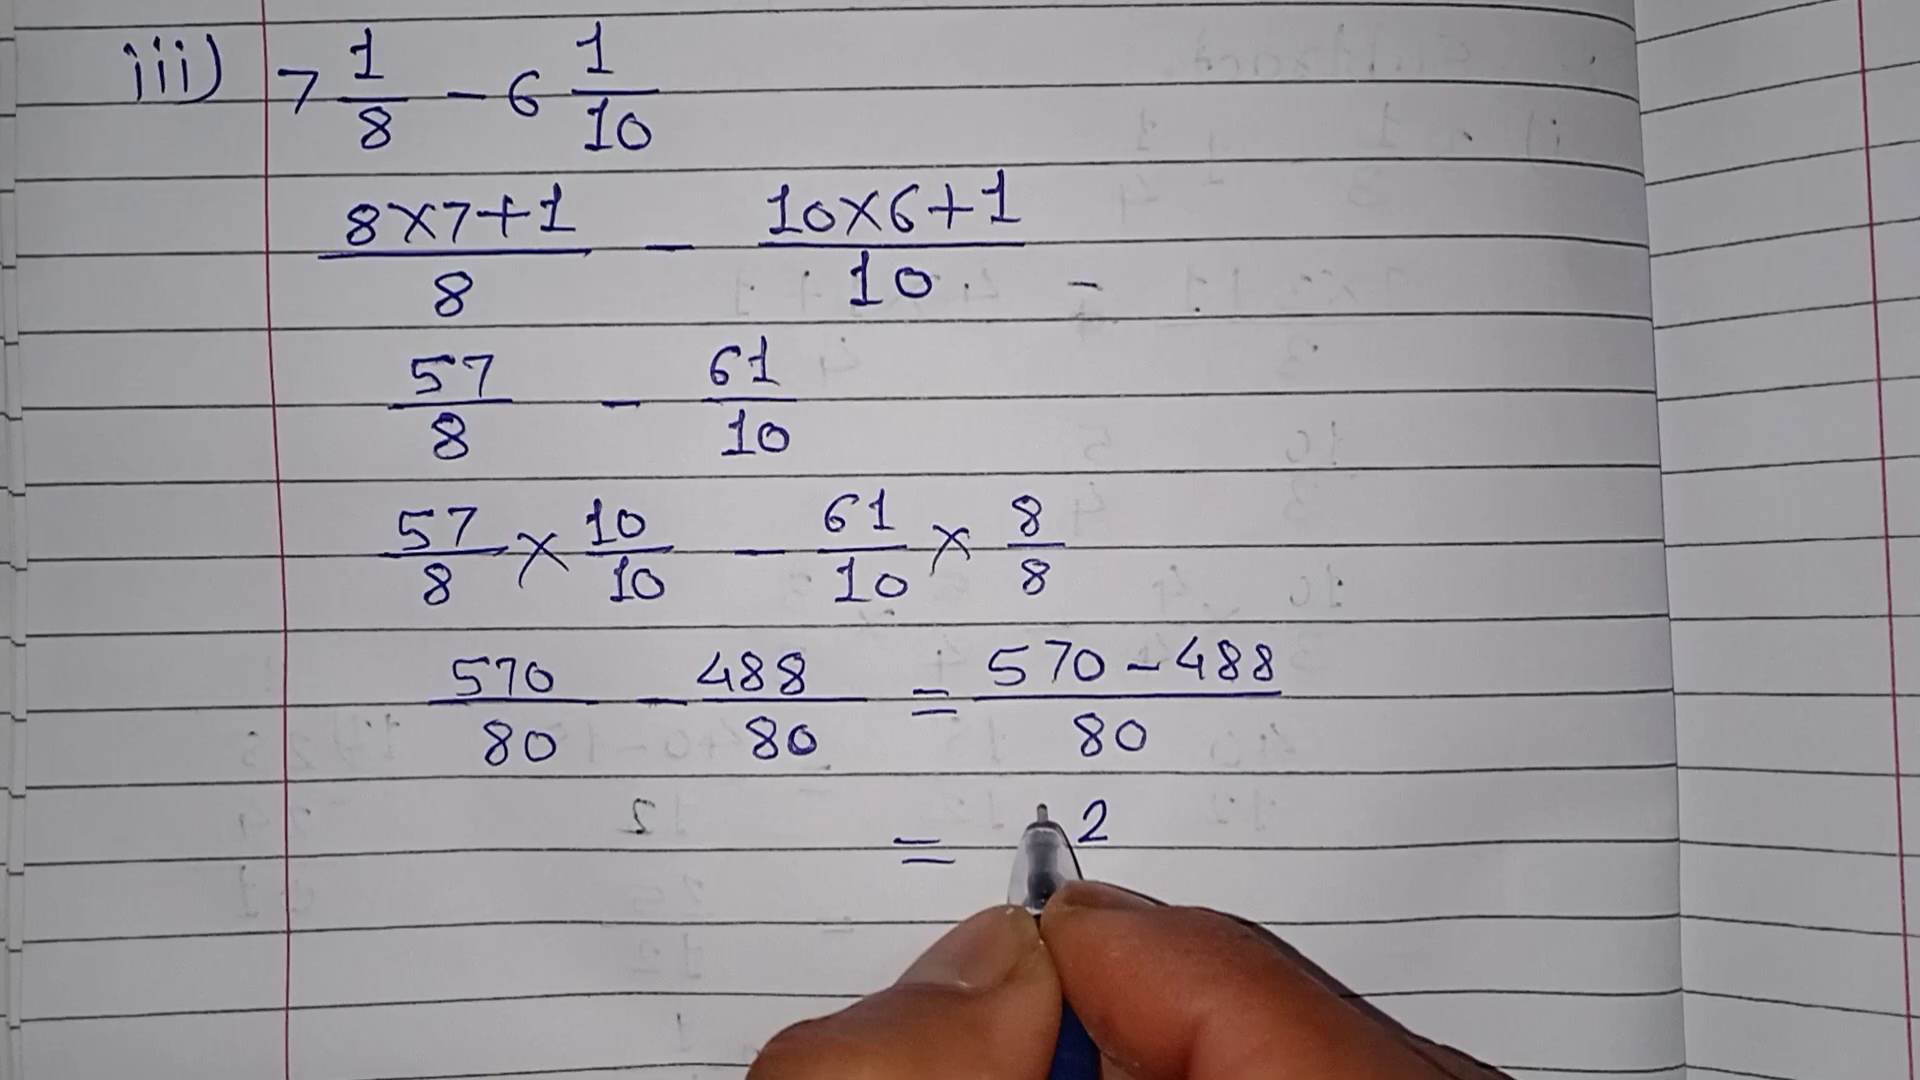 iii) 7 1/8 - 6 1/10
8×7+1/8 - 10×6+1/10
57/8 - 61/10
57/8 × 10/10 - 61/10 × 8/8
570/80 - 488/80 = 570-488/80
= 2